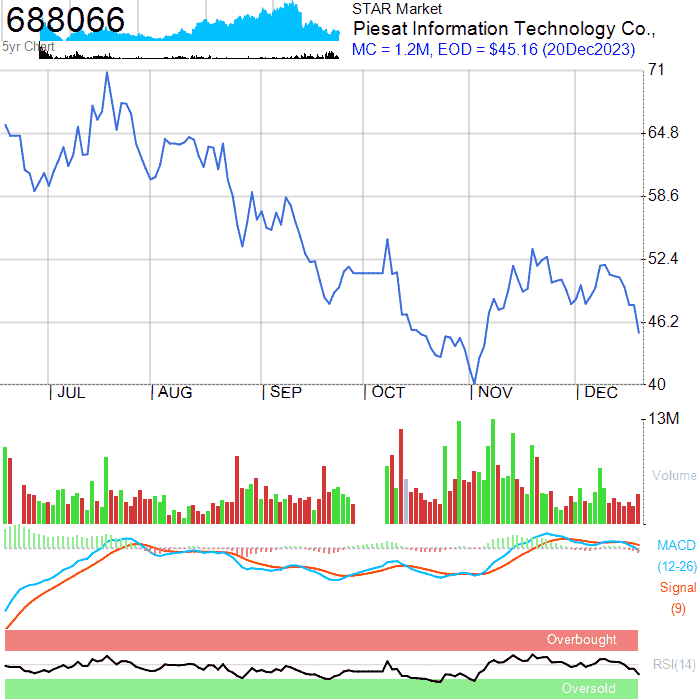 688066
5yr Chart
STAR Market
Piesat Information Technology Co.,
MC = 1.2M, EOD = $45.16 (20Dec2023)
71
64.8
58.6
52.4
46.2
40
JUL AUG SEP OCT NOV DEC
13M
Volume
MACD
(12-26)
Signal
(9)
Overbought
RSI(14)
Oversold